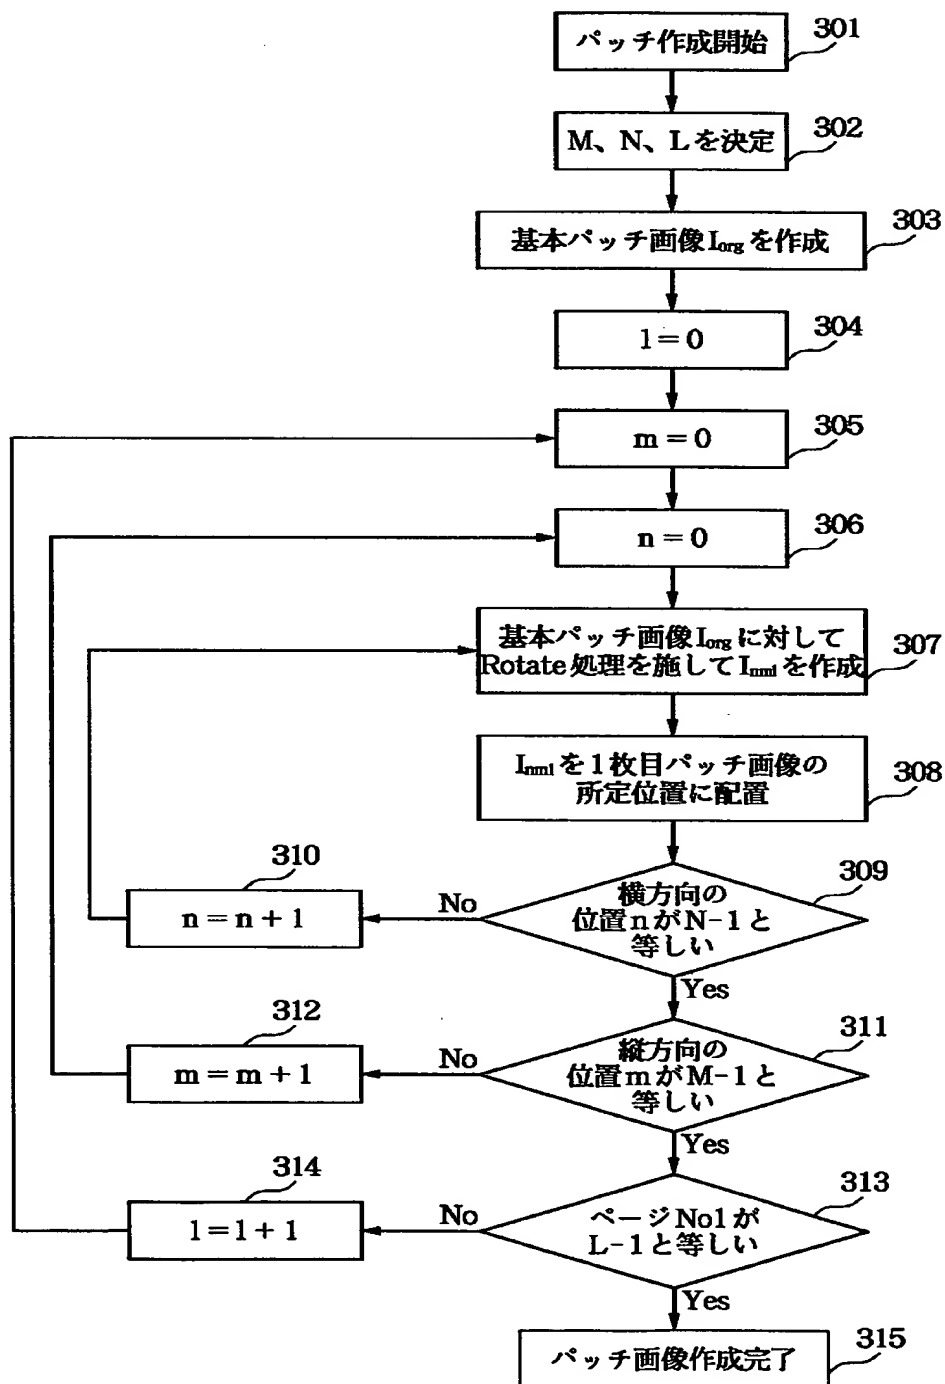 パッチ作成開始
301
M、N、Lを決定
302
基本パッチ画像Iorgを作成
303
l=0
304
m=0
305
n=0
306
基本パッチ画像Iorgに対して
Rotate処理を施してInmlを作成
307
Inmlをl枚目パッチ画像の
所定位置に配置
308
横方向の
位置nがN-1と
等しい
309
No
310
n=n+1
Yes
縦方向の
位置mがM-1と
等しい
311
No
312
m=m+1
Yes
ページNolが
L-1と等しい
313
No
314
l=l+1
Yes
パッチ画像作成完了
315